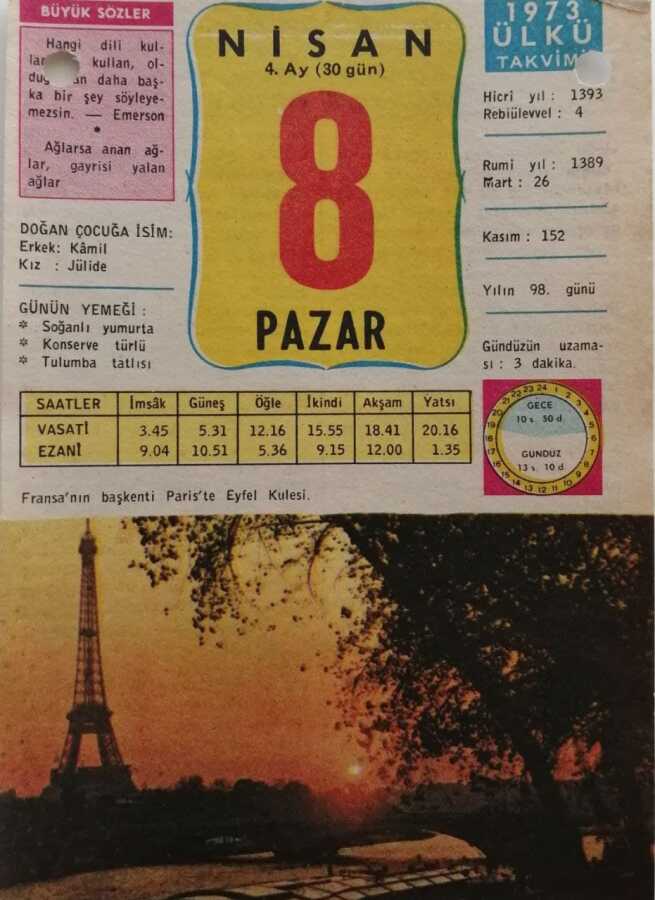 BÜYÜK SÖZLER
Hangi dili kul-
kullan, ol-
daha baş-
ka bir şey söyleye-
mezsin. — Emerson
*
Ağlarsa anan ağ-
lar, gayrisi yalan
ağlar
DOĞAN ÇOCUĞA İSİM:
Erkek: Kâmil
Kız : Jülide
GÜNÜN YEMEĞİ :
* Soğanlı yumurta
* Konserve türlü
* Tulumba tatlısı
NİSAN
4. Ay (30 gün)
8
PAZAR
1973
ÜLKÜ
TAKVİMİ
Hicrî yıl : 1393
Rebiülevvel : 4
Rumi yıl : 1389
Mart : 26
Kasım : 152
Yılın 98. günü
Gündüzün uzama-
sı : 3 dakika.
SAATLER İmsâk Güneş Öğle İkindi Akşam Yatsı
VASATİ 3.45 5.31 12.16 15.55 18.41 20.16
EZANİ 9.04 10.51 5.36 9.15 12.00 1.35
GECE
10 s. 50 d.
GÜNDÜZ
13 s. 10 d.
Fransa'nın başkenti Paris'te Eyfel Kulesi.